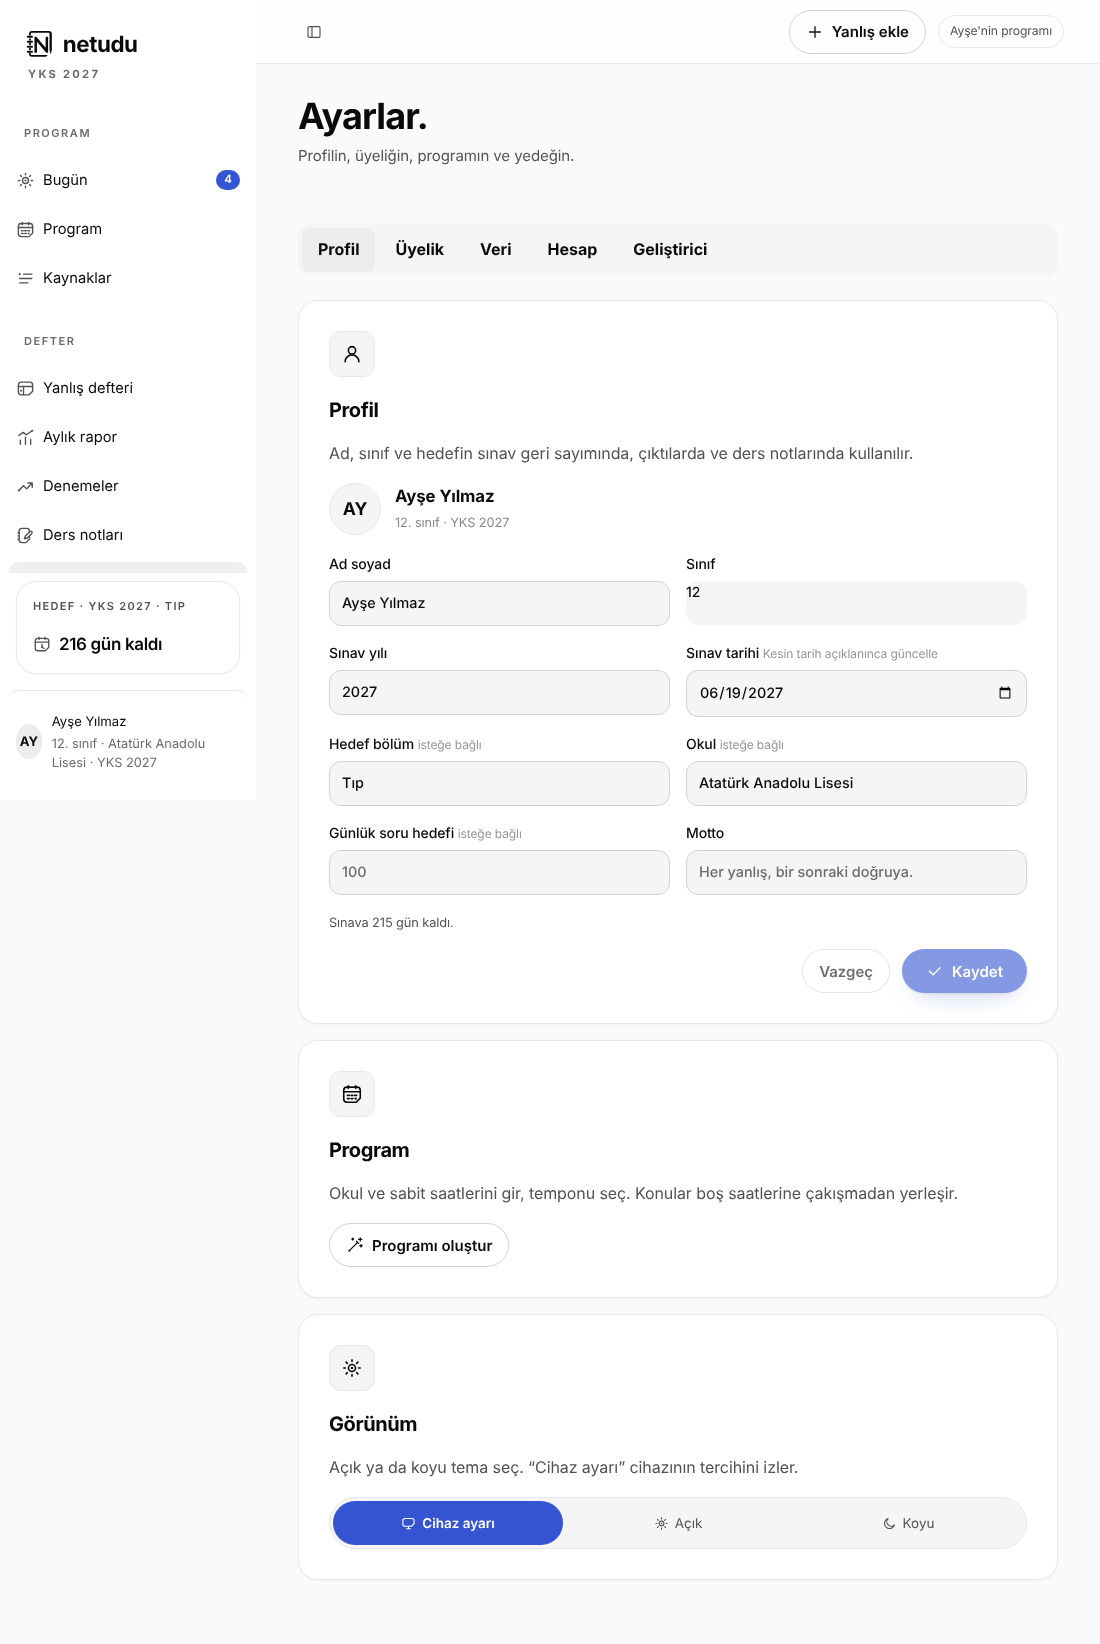 netudu
YKS 2027
PROGRAM
Bugün
4
Program
Kaynaklar
DEFTER
Yanlış defteri
Aylık rapor
Denemeler
Ders notları
HEDEF · YKS 2027 · TIP
216 gün kaldı
AY
Ayşe Yılmaz
12. sınıf · Atatürk Anadolu
Lisesi · YKS 2027
Yanlış ekle
Ayşe'nin programı
Ayarlar.
Profilin, üyeliğin, programın ve yedeğin.
Profil
Üyelik
Veri
Hesap
Geliştirici
Profil
Ad, sınıf ve hedefin sınav geri sayımında, çıktılarda ve ders notlarında kullanılır.
AY
Ayşe Yılmaz
12. sınıf · YKS 2027
Ad soyad
Ayşe Yılmaz
Sınıf
12
Sınav yılı
2027
Sınav tarihi Kesin tarih açıklanınca güncelle
06/19/2027
Hedef bölüm isteğe bağlı
Tıp
Okul isteğe bağlı
Atatürk Anadolu Lisesi
Günlük soru hedefi isteğe bağlı
100
Motto
Her yanlış, bir sonraki doğruya.
Sınava 215 gün kaldı.
Vazgeç
Kaydet
Program
Okul ve sabit saatlerini gir, temponu seç. Konular boş saatlerine çakışmadan yerleşir.
Programı oluştur
Görünüm
Açık ya da koyu tema seç. “Cihaz ayarı” cihazının tercihini izler.
Cihaz ayarı
Açık
Koyu